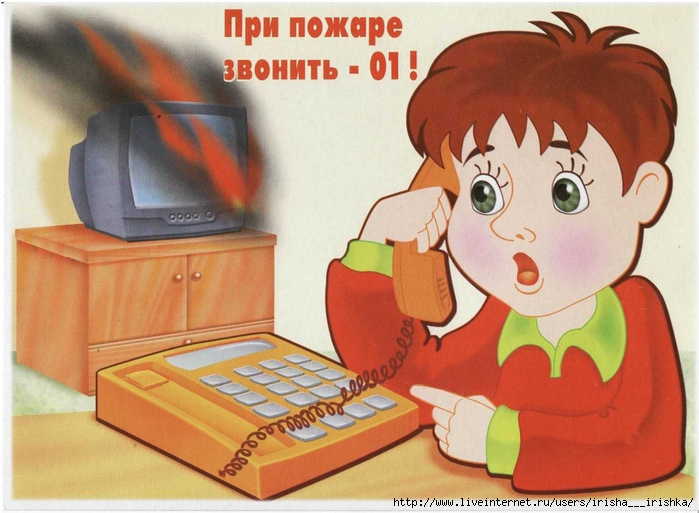 При пожаре
звонить - 01!
http://www.liveinternet.ru/users/irisha___irishka/